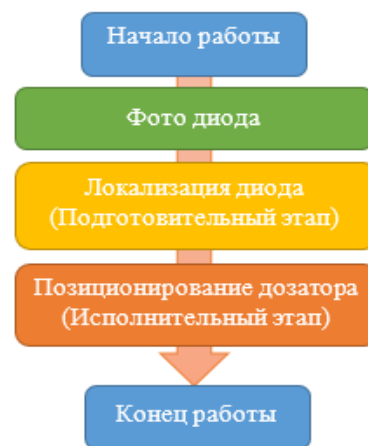 Начало работы
Фото диода
Локализация диода
(Подготовительный этап)
Позиционирование дозатора
(Исполнительный этап)
Конец работы